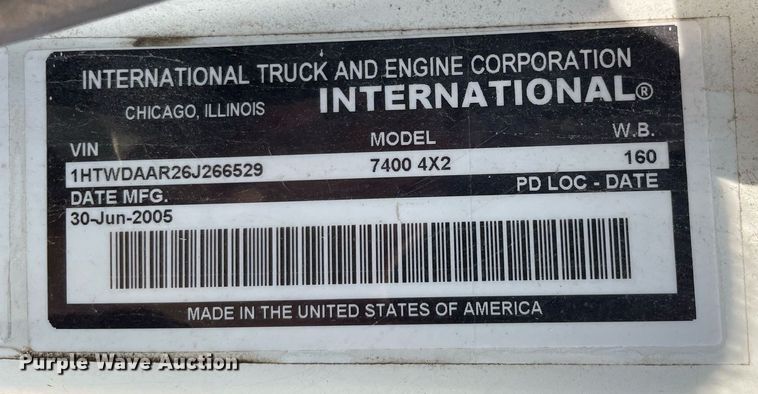 INTERNATIONAL TRUCK AND ENGINE CORPORATION
CHICAGO, ILLINOIS INTERNATIONAL®
VIN MODEL W.B.
1HTWDAAR26J266529 7400 4X2 160
DATE MFG. PD LOC - DATE
30-Jun-2005
MADE IN THE UNITED STATES OF AMERICA
Purple Wave Auction